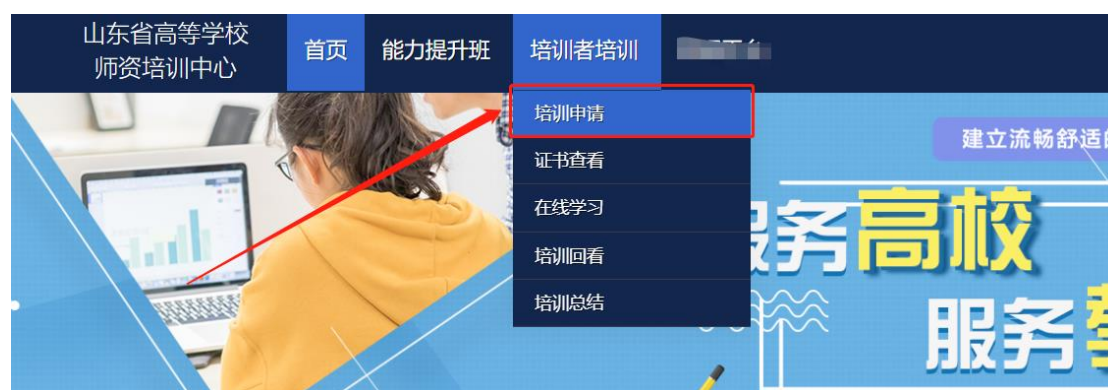 山东省高等学校
师资培训中心
首页
能力提升班
培训者培训
培训申请
证书查看
在线学习
培训回看
培训总结
建立流畅舒适的
服务高校
服务